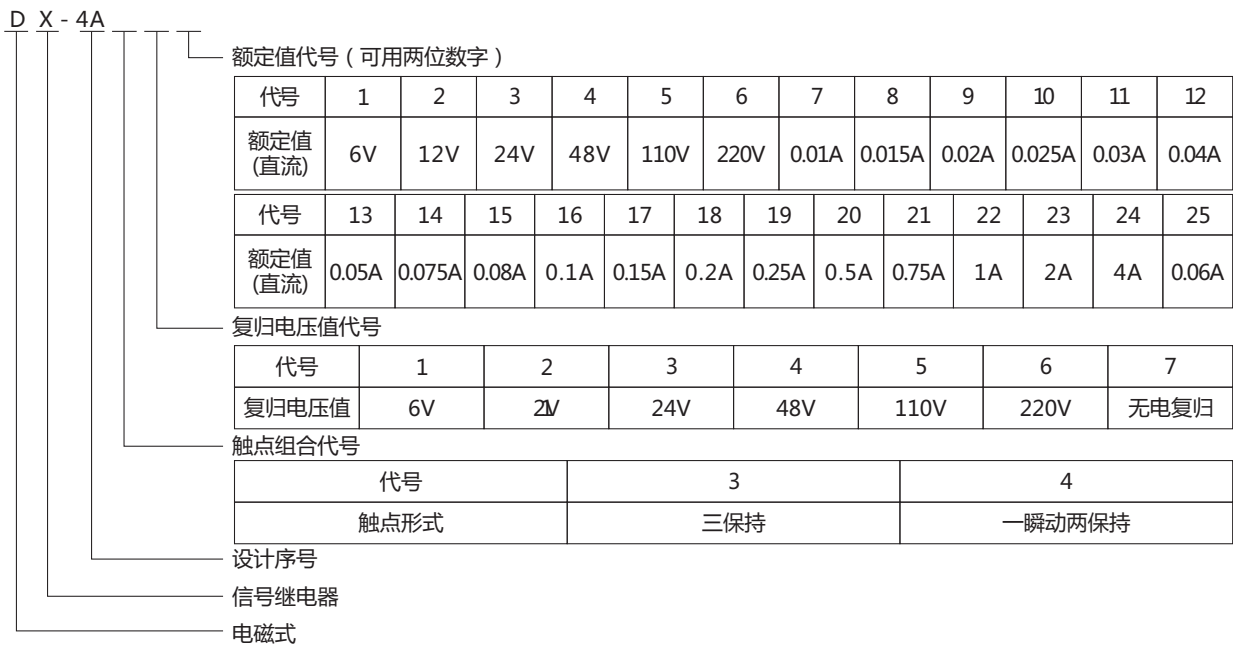 D X - 4A
额定值代号（可用两位数字）
代号 1 2 3 4 5 6 7 8 9 10 11 12
额定值 (直流) 6V 12V 24V 48V 110V 220V 0.01A 0.015A 0.02A 0.025A 0.03A 0.04A
代号 13 14 15 16 17 18 19 20 21 22 23 24 25
额定值 (直流) 0.05A 0.075A 0.08A 0.1A 0.15A 0.2A 0.25A 0.5A 0.75A 1A 2A 4A 0.06A
复归电压值代号
代号 1 2 3 4 5 6 7
复归电压值 6V 21V 24V 48V 110V 220V 无电复归
触点组合代号
代号 3 4
触点形式 三保持 一瞬动两保持
设计序号
信号继电器
电磁式